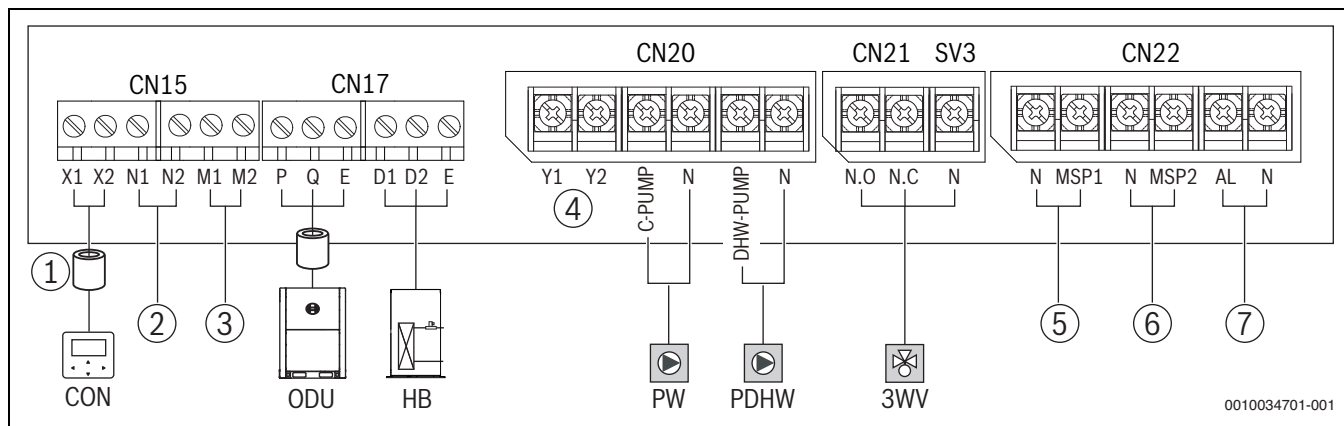 CN15 CN17 CN20 CN21 SV3 CN22
X1 X2 N1 N2 M1 M2 P Q E D1 D2 E Y1 Y2 C-PUMP N DHW-PUMP N N.O N.C N N MSP1 N MSP2 AL N
4
1 2 3 5 6 7
CON ODU HB PW PDHW 3WV
0010034701-001